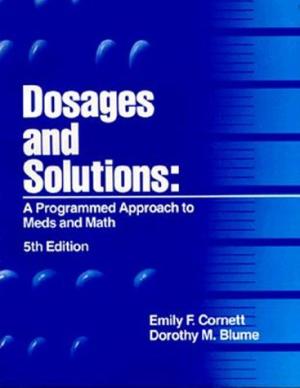 Dosages
and
Solutions:
A Programmed Approach to
Meds and Math
5th Edition
Emily F. Cornett
Dorothy M. Blume